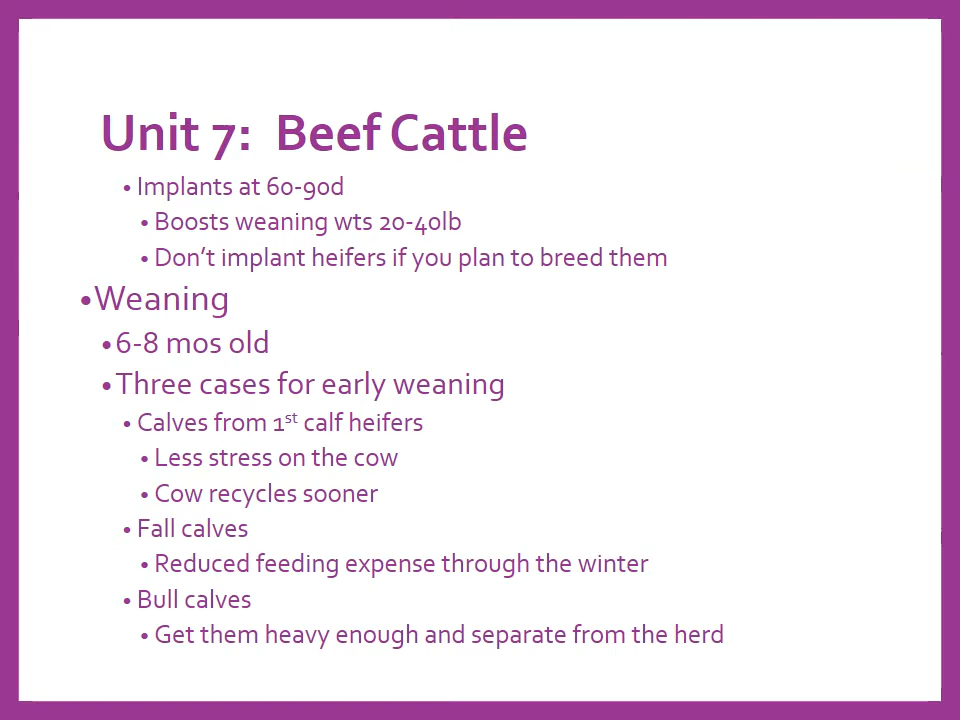 Unit 7:  Beef Cattle
• Implants at 60-90d
• Boosts weaning wts 20-40lb
• Don’t implant heifers if you plan to breed them
•Weaning
•6-8 mos old
•Three cases for early weaning
• Calves from 1st calf heifers
• Less stress on the cow
• Cow recycles sooner
• Fall calves
• Reduced feeding expense through the winter
• Bull calves
• Get them heavy enough and separate from the herd